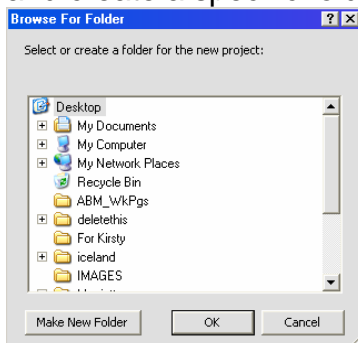 Browse For Folder
Select or create a folder for the new project:
Desktop
My Documents
My Computer
My Network Places
Recycle Bin
ABM_WkPgs
deletethis
For Kirsty
iceland
IMAGES
Make New Folder
OK
Cancel